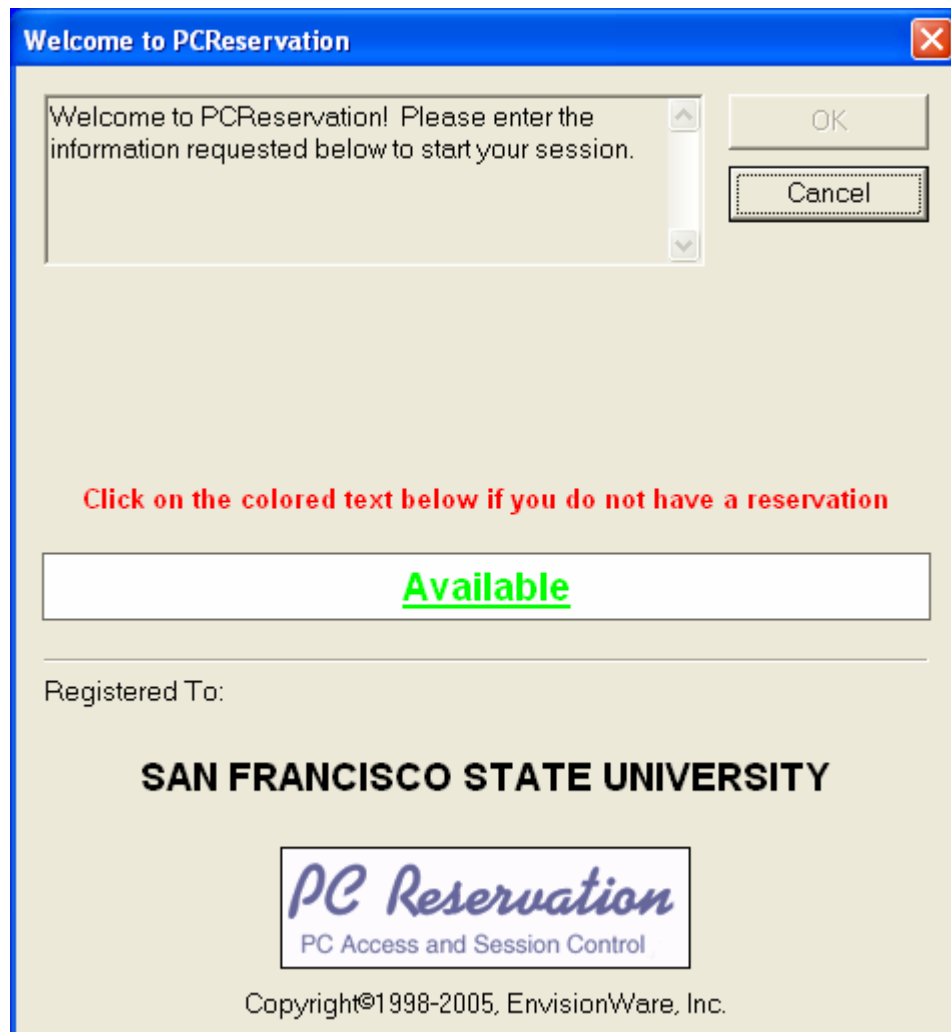 Welcome to PCReservation
Welcome to PCReservation! Please enter the
information requested below to start your session.
OK
Cancel
Click on the colored text below if you do not have a reservation
Available
Registered To:
SAN FRANCISCO STATE UNIVERSITY
PC Reservation
PC Access and Session Control
Copyright©1998-2005, EnvisionWare, Inc.